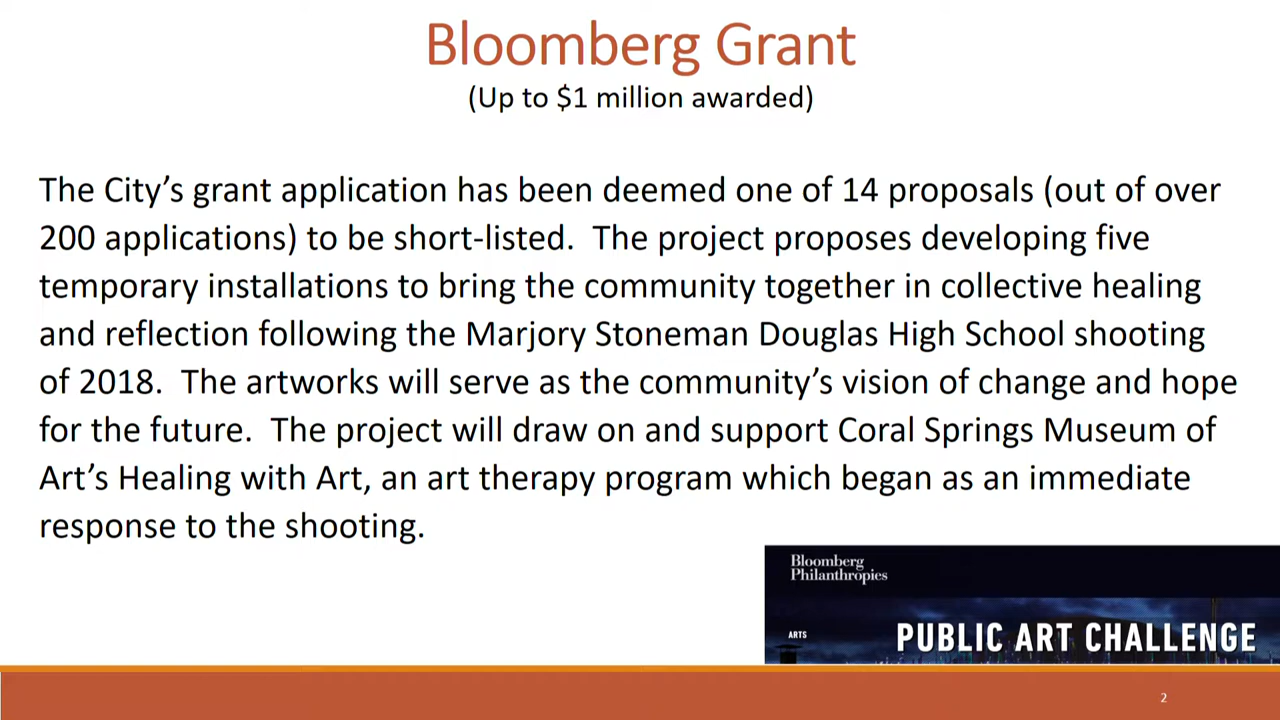 Bloomberg Grant
(Up to $1 million awarded)
The City’s grant application has been deemed one of 14 proposals (out of over
200 applications) to be short-listed.  The project proposes developing five
temporary installations to bring the community together in collective healing
and reflection following the Marjory Stoneman Douglas High School shooting
of 2018.  The artworks will serve as the community’s vision of change and hope
for the future.  The project will draw on and support Coral Springs Museum of
Art’s Healing with Art, an art therapy program which began as an immediate
response to the shooting.
Bloomberg
Philanthropies
ARTS
PUBLIC ART CHALLENGE
2